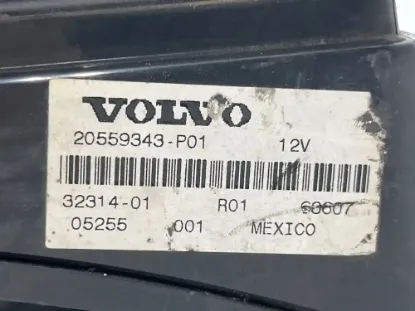 VOLVO
20559343-P01 12V
32314-01 R01 60607
05255 001 MEXICO